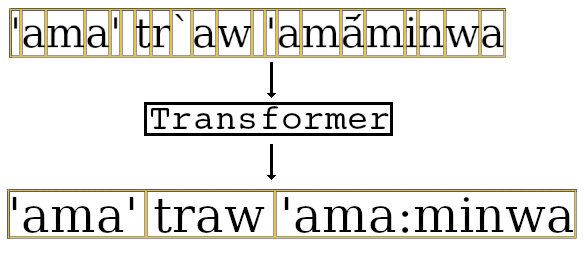 'ama' tr`aw 'amã́minwa
Transformer
'ama' traw 'ama:minwa